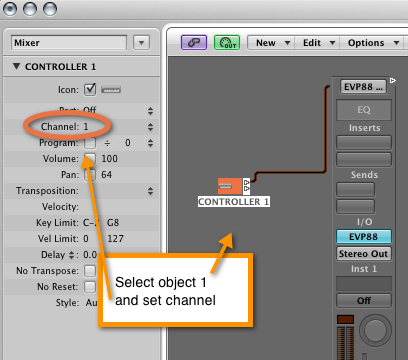 Mixer
CONTROLLER 1
Icon:
Port: Off
Channel: 1
Program: ÷ 0
Volume: 100
Pan: 64
Transposition:
Velocity:
Key Limit: C- G8
Vel Limit: 0 127
Delay 0.0
No Transpose:
No Reset:
Style: Au
OUT
New
Edit
Options
CONTROLLER 1
Select object 1
and set channel
EVP88 ...
EQ
Inserts
Sends
I/O
EVP88
Stereo Out
Inst 1
Off